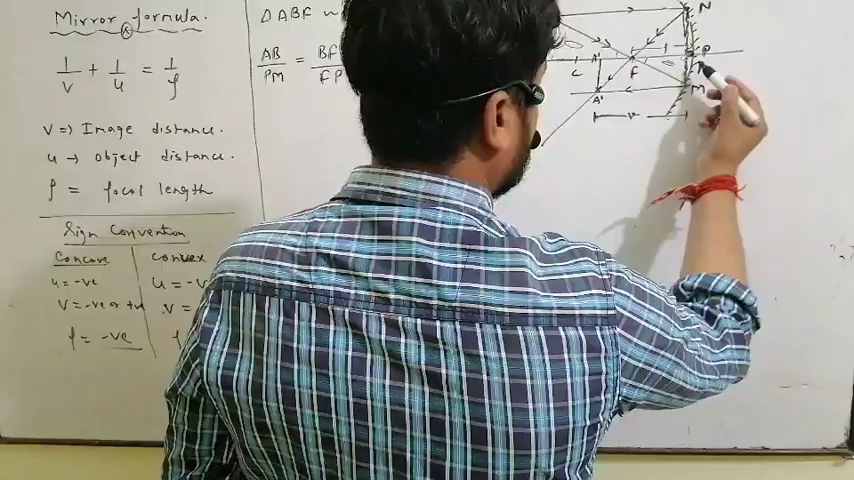 Mirror formula.
1/v + 1/u = 1/f
v => Image distance.
u → object distance.
f = focal length
Sign Convention
Concave
u = -ve
v = -ve or +ve
f = -ve
Convex
u = -ve
v =
f
△ABF
AB/PM = BF/FP
N
P
C A' F
M
A'
v